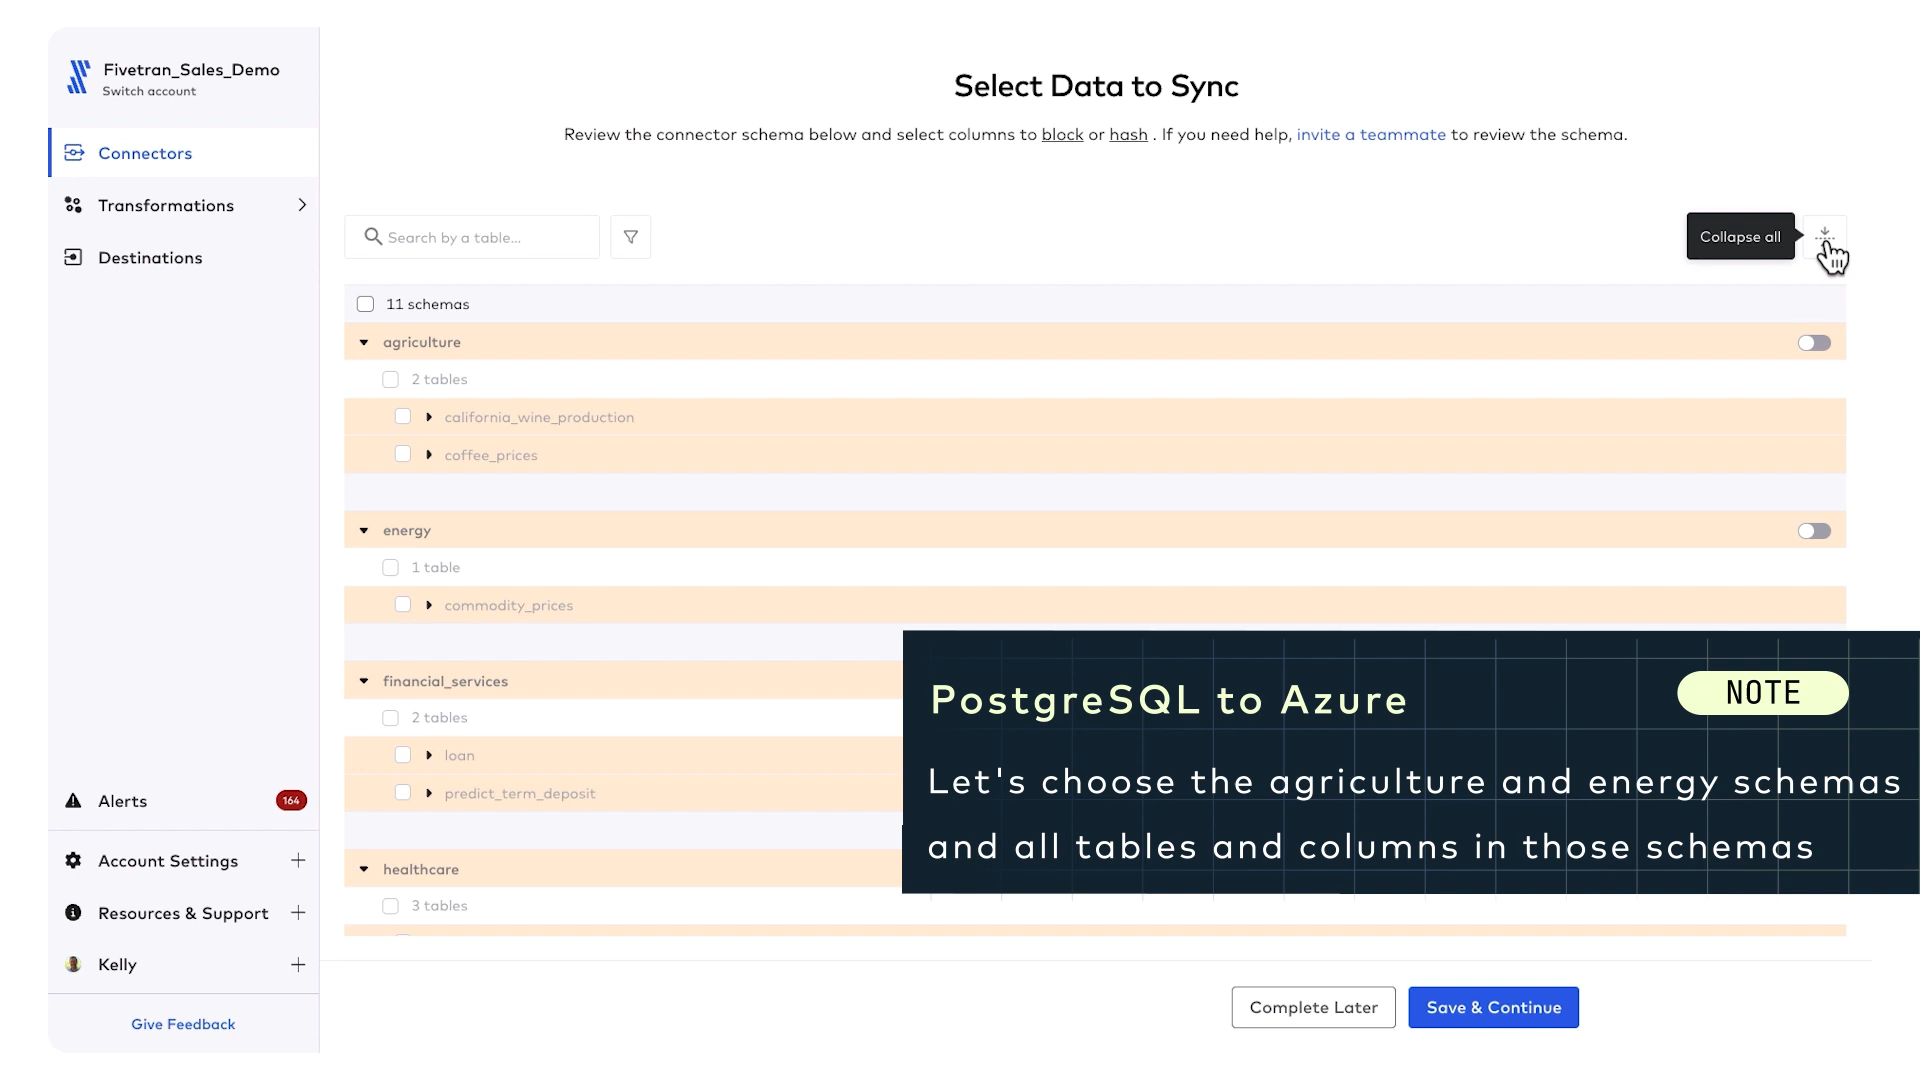 Fivetran_Sales_Demo
Switch account
Connectors
Transformations
Destinations
Alerts
164
Account Settings
Resources & Support
Kelly
Give Feedback
Select Data to Sync
Review the connector schema below and select columns to block or hash . If you need help, invite a teammate to review the schema.
Search by a table...
Collapse all
11 schemas
agriculture
2 tables
california_wine_production
coffee_prices
energy
1 table
commodity_prices
financial_services
2 tables
loan
predict_term_deposit
healthcare
3 tables
PostgreSQL to Azure
NOTE
Let's choose the agriculture and energy schemas
and all tables and columns in those schemas
Complete Later
Save & Continue